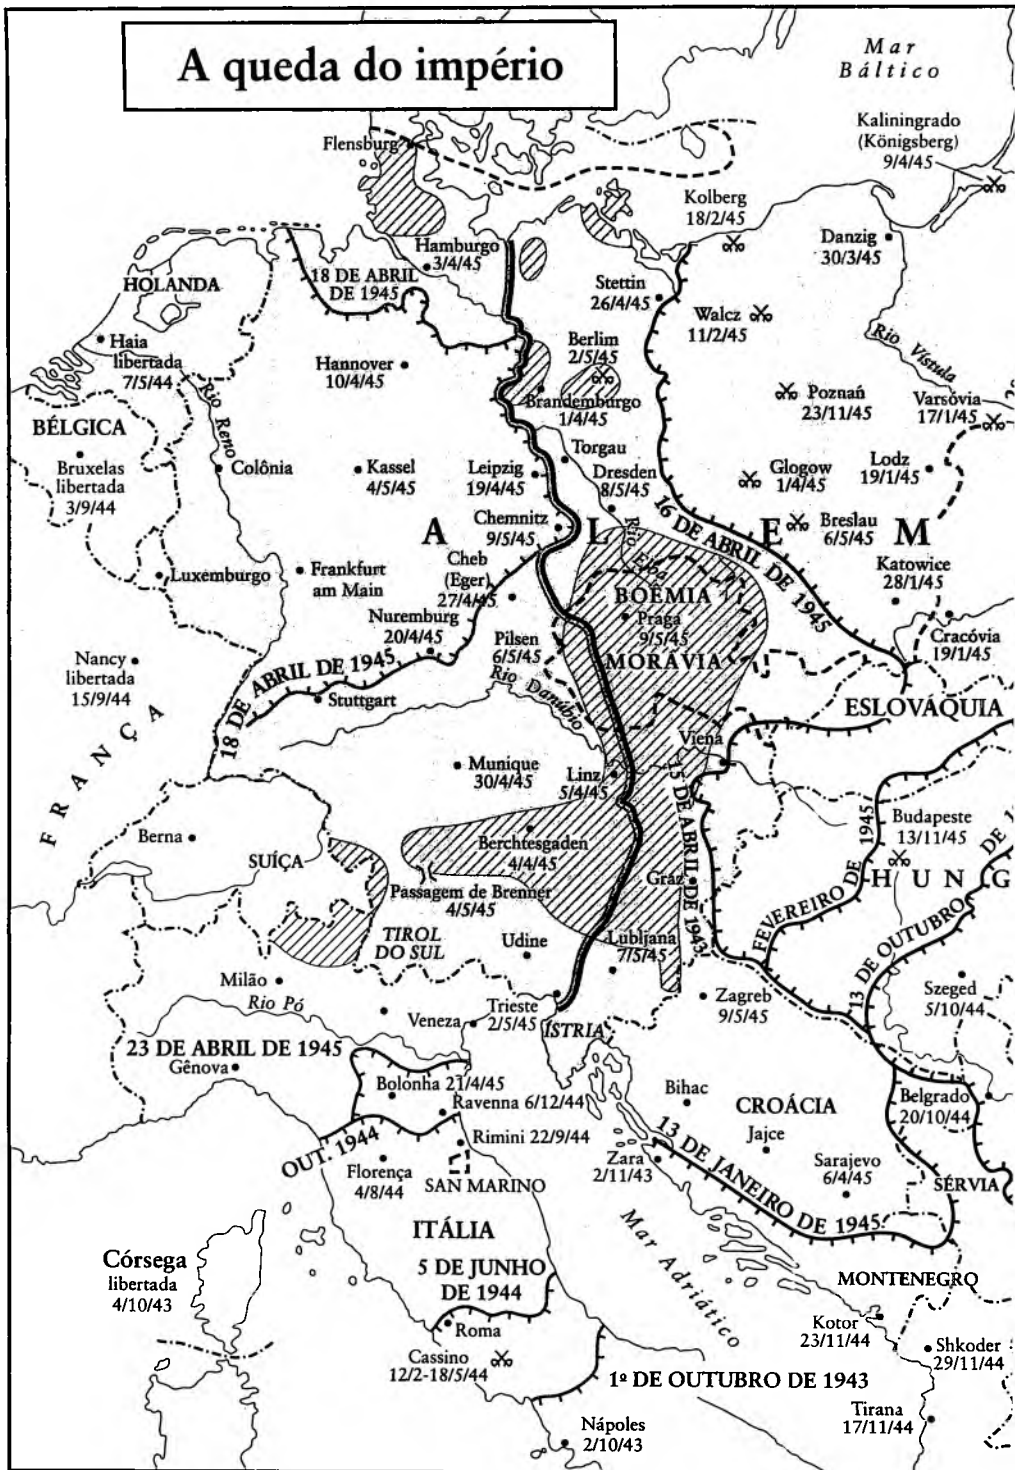 A queda do império
Mar
Báltico
Kaliningrado
(Königsberg)
9/4/45
Flensburg
Kolberg
18/2/45
Danzig
30/3/45
Hamburgo
3/4/45
18 DE ABRIL
DE 1945
HOLANDA
Stettin
26/4/45
Walcz
11/2/45
Rio Vístula
Haia
libertada
7/5/44
Hannover
10/4/45
Berlim
2/5/45
Brandemburgo
1/4/45
Poznań
23/11/45
Varsóvia
17/1/45
Rio Reno
BÉLGICA
Bruxelas
libertada
3/9/44
Colônia
Kassel
4/5/45
Leipzig
19/4/45
Torgau
Dresden
8/5/45
Glogow
1/4/45
Lodz
19/1/45
16 DE ABRIL DE 1945
A L E M
Chemnitz
9/5/45
Breslau
6/5/45
Rio Elba
Katowice
28/1/45
Luxemburgo
Frankfurt
am Main
Cheb
(Eger)
27/4/45
BOÊMIA
Praga
9/5/45
MORÁVIA
Nuremburg
20/4/45
Pilsen
6/5/45
Cracóvia
19/1/45
Nancy
libertada
15/9/44
18 DE ABRIL DE 1945
Stuttgart
Rio Danúbio
ESLOVÁQUIA
FRANÇA
Viena
Munique
30/4/45
Linz
5/4/45
15 DE ABRIL DE 1943
Budapeste
13/11/45
Berna
SUÍÇA
Berchtesgaden
4/4/45
Passagem de Brenner
4/5/45
Graz
FEVEREIRO DE 1945
HUNG
13 DE OUTUBRO DE 1
TIROL
DO SUL
Udine
Lubljana
7/5/45
Milão
Rio Pó
Veneza
Trieste
2/5/45
ÍSTRIA
Zagreb
9/5/45
Szeged
5/10/44
23 DE ABRIL DE 1945
Gênova
Bolonha 21/4/45
Ravenna 6/12/44
Bihac
CROÁCIA
Jajce
Belgrado
20/10/44
OUT. 1944
Rimini 22/9/44
Florença
4/8/44
SAN MARINO
Zara
2/11/43
13 DE JANEIRO DE 1945
Sarajevo
6/4/45
SÉRVIA
ITÁLIA
Mar Adriático
Córsega
libertada
4/10/43
5 DE JUNHO
DE 1944
MONTENEGRO
Roma
Kotor
23/11/44
Shkoder
29/11/44
Cassino
12/2-18/5/44
1º DE OUTUBRO DE 1943
Nápoles
2/10/43
Tirana
17/11/44